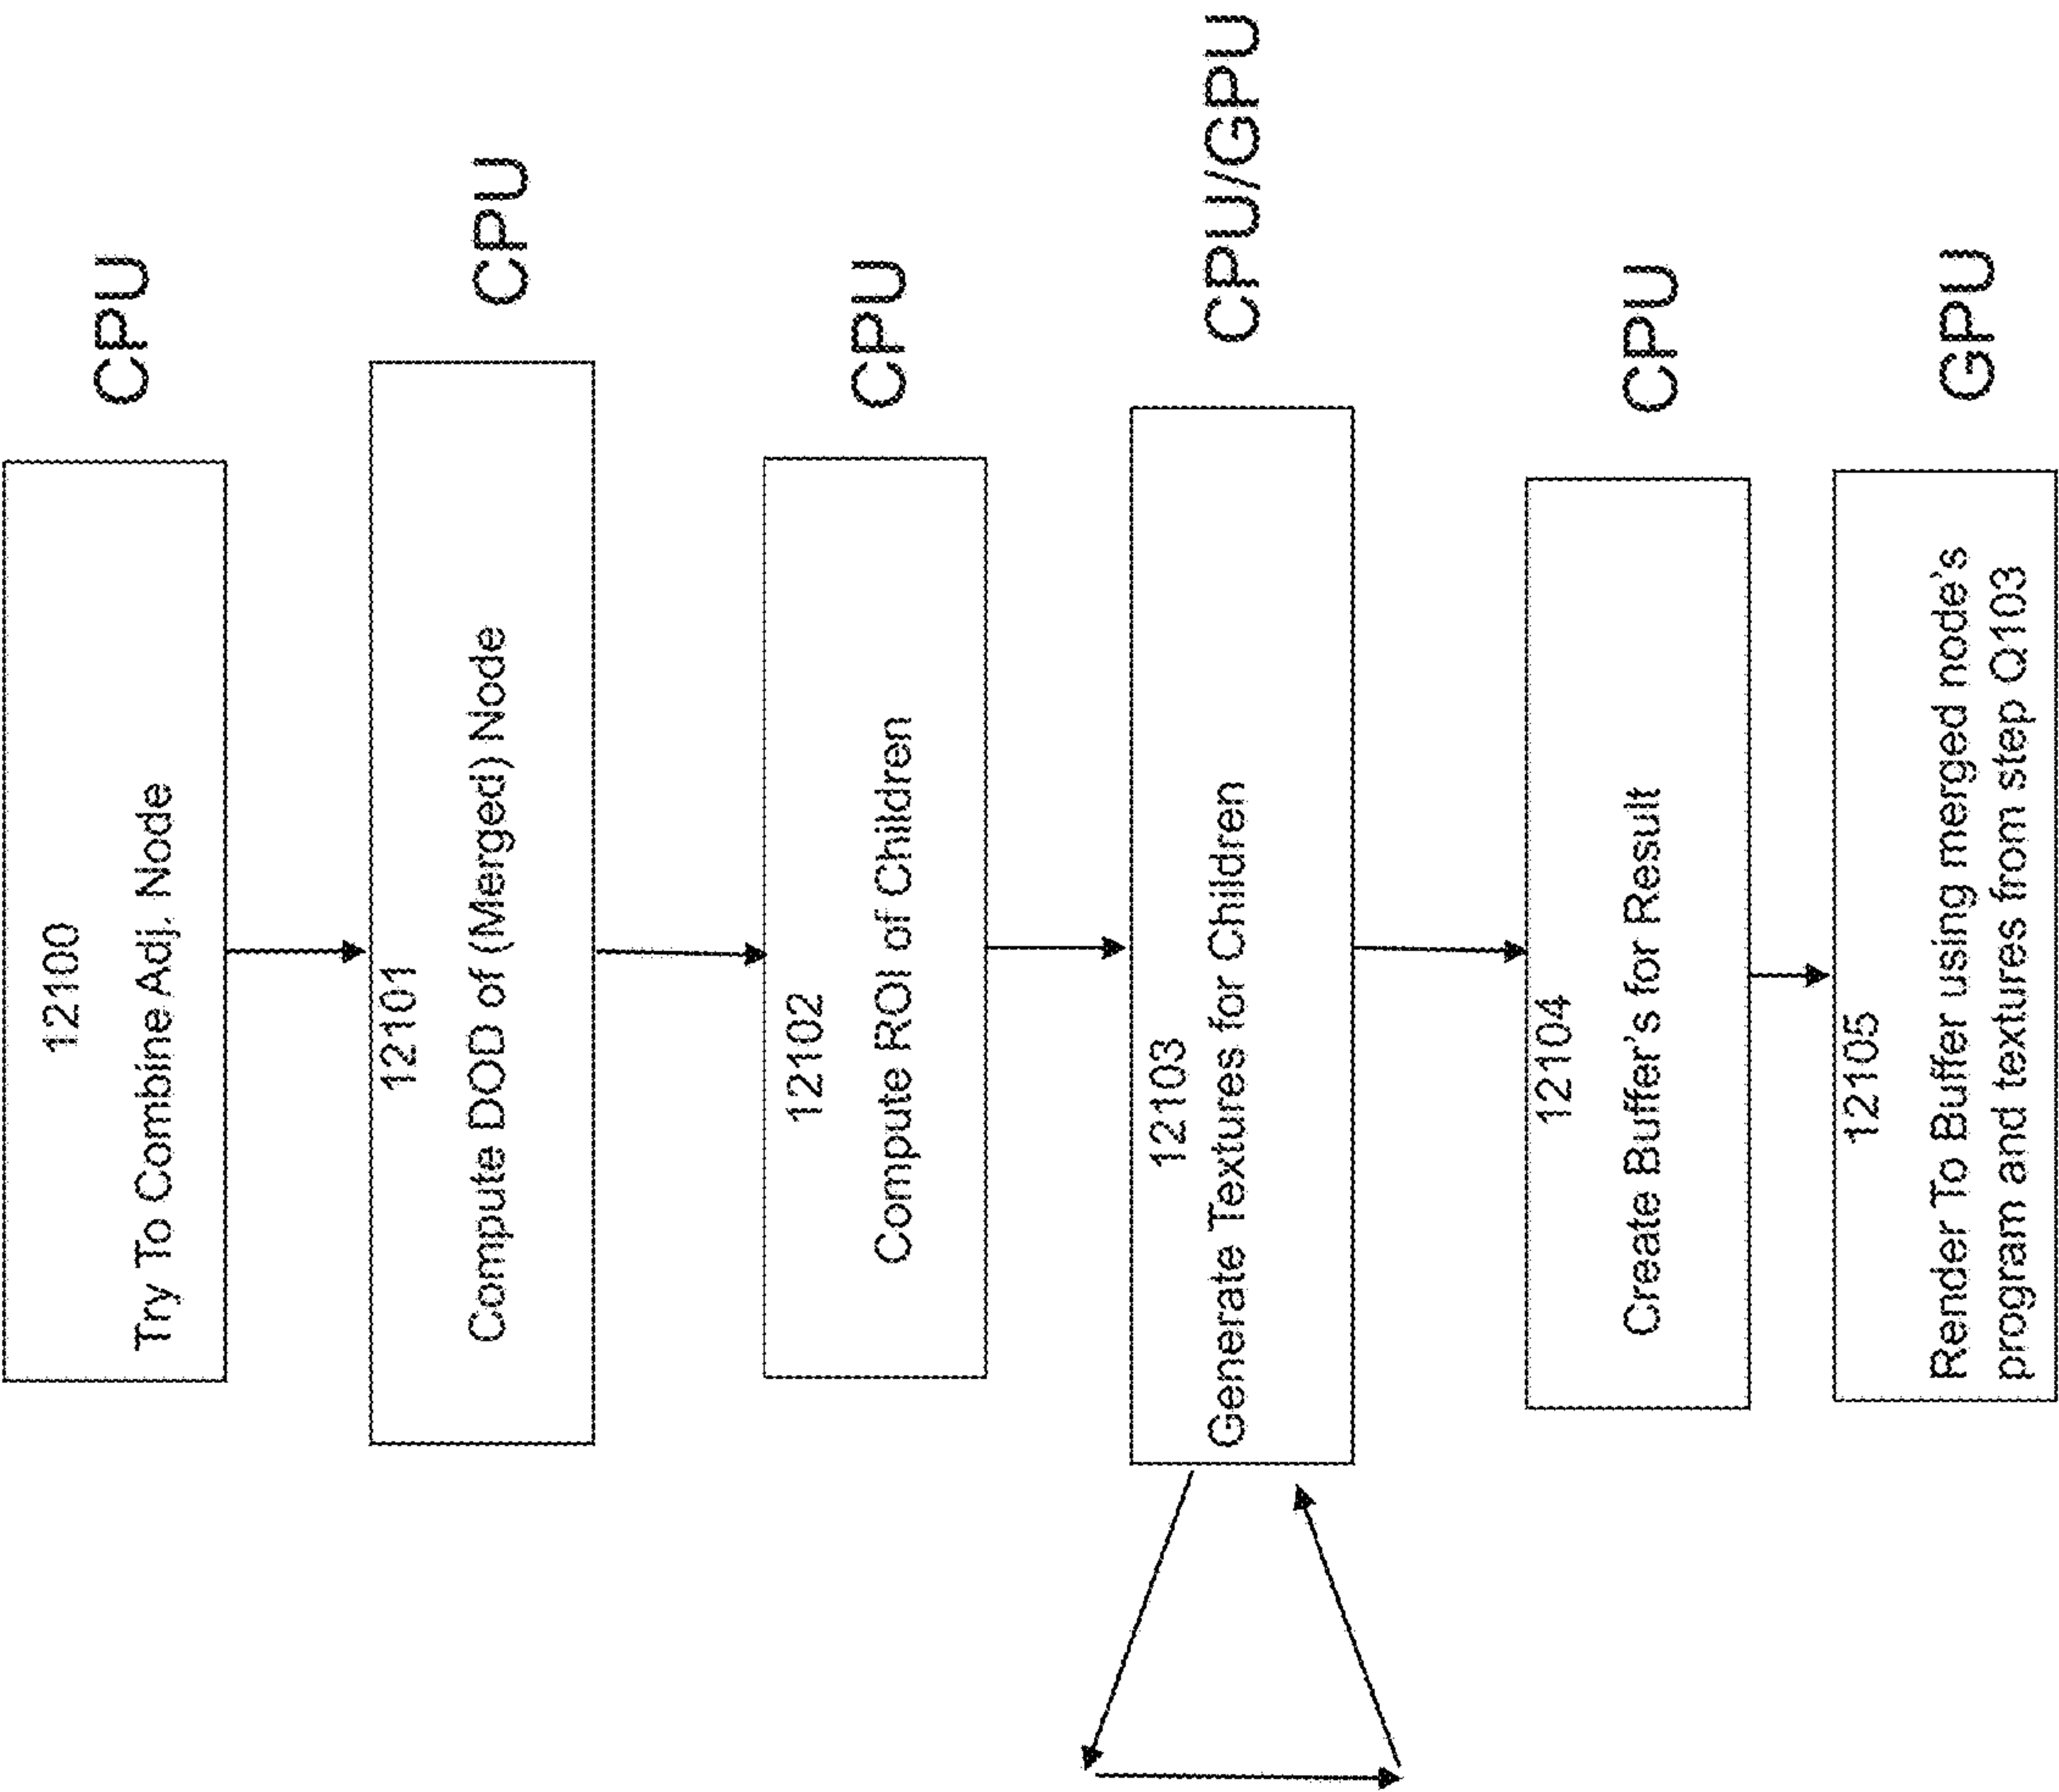 12100
Try To Combine Adj. Node
CPU
12101
Compute DOD of (Merged) Node
CPU
12102
Compute ROI of Children
CPU
12103
Generate Textures for Children
CPU/GPU
12104
Create Buffer's for Result
CPU
12105
Render To Buffer using merged node's
program and textures from step Q103
GPU